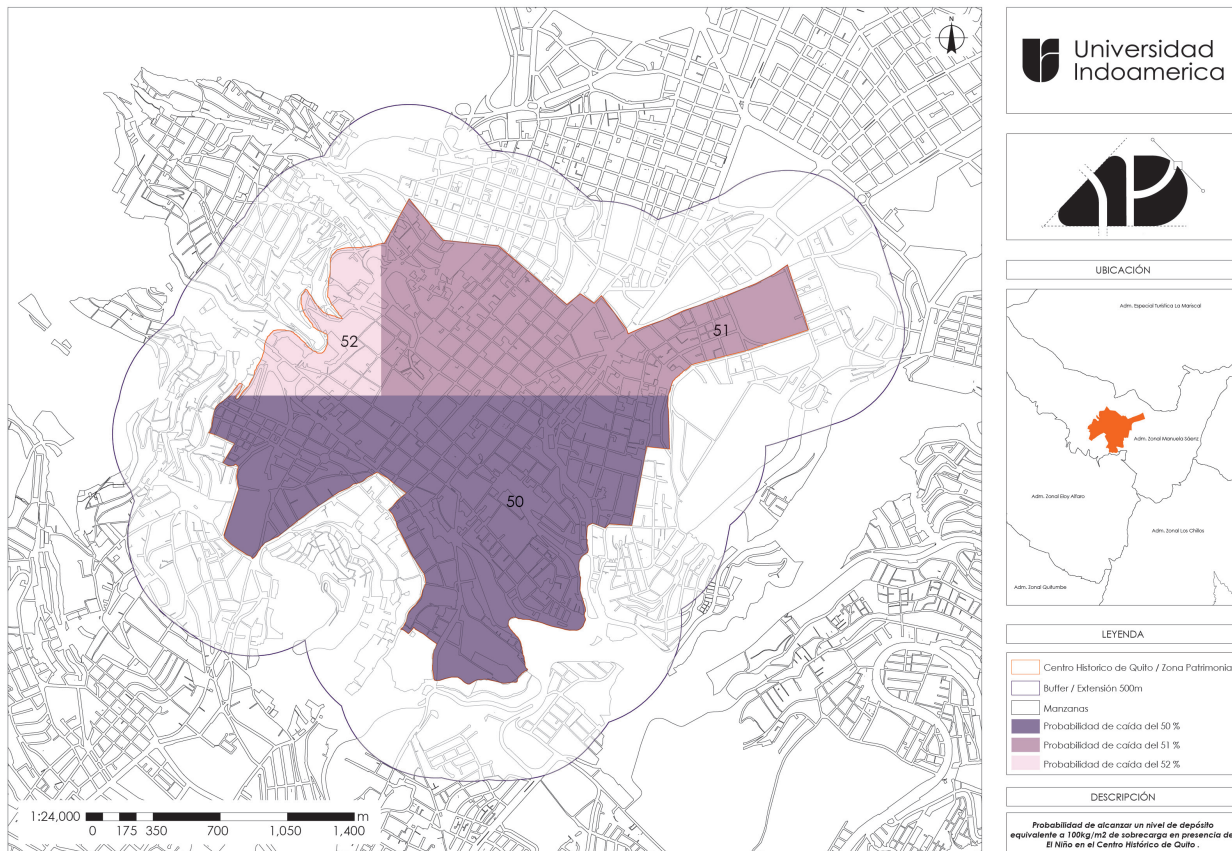 N
52
51
50
1:24,000
m
0 175 350 700 1,050 1,400
Universidad
Indoamerica
UBICACIÓN
Adm. Especial Turística La Mariscal
Adm. Zonal Manuela Sáenz
Adm. Zonal Eloy Alfaro
Adm. Zonal Los Chillos
Adm. Zonal Quitumbe
LEYENDA
Centro Historico de Quito / Zona Patrimonia
Buffer / Extensión 500m
Manzanas
Probabilidad de caída del 50 %
Probabilidad de caída del 51 %
Probabilidad de caída del 52 %
DESCRIPCIÓN
Probabilidad de alcanzar un nivel de depósito
equivalente a 100kg/m2 de sobrecarga en presencia de
El Niño en el Centro Histórico de Quito .